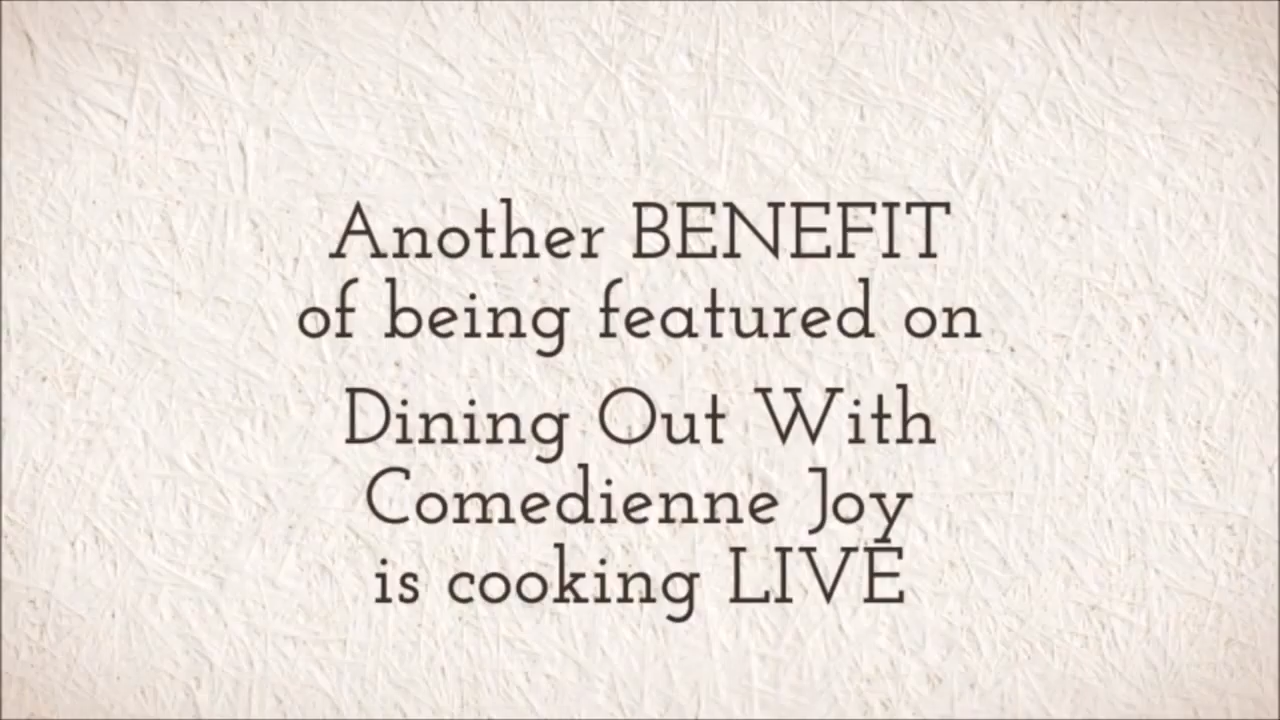 Another BENEFIT
of being featured on
Dining Out With
Comedienne Joy
is cooking LIVE